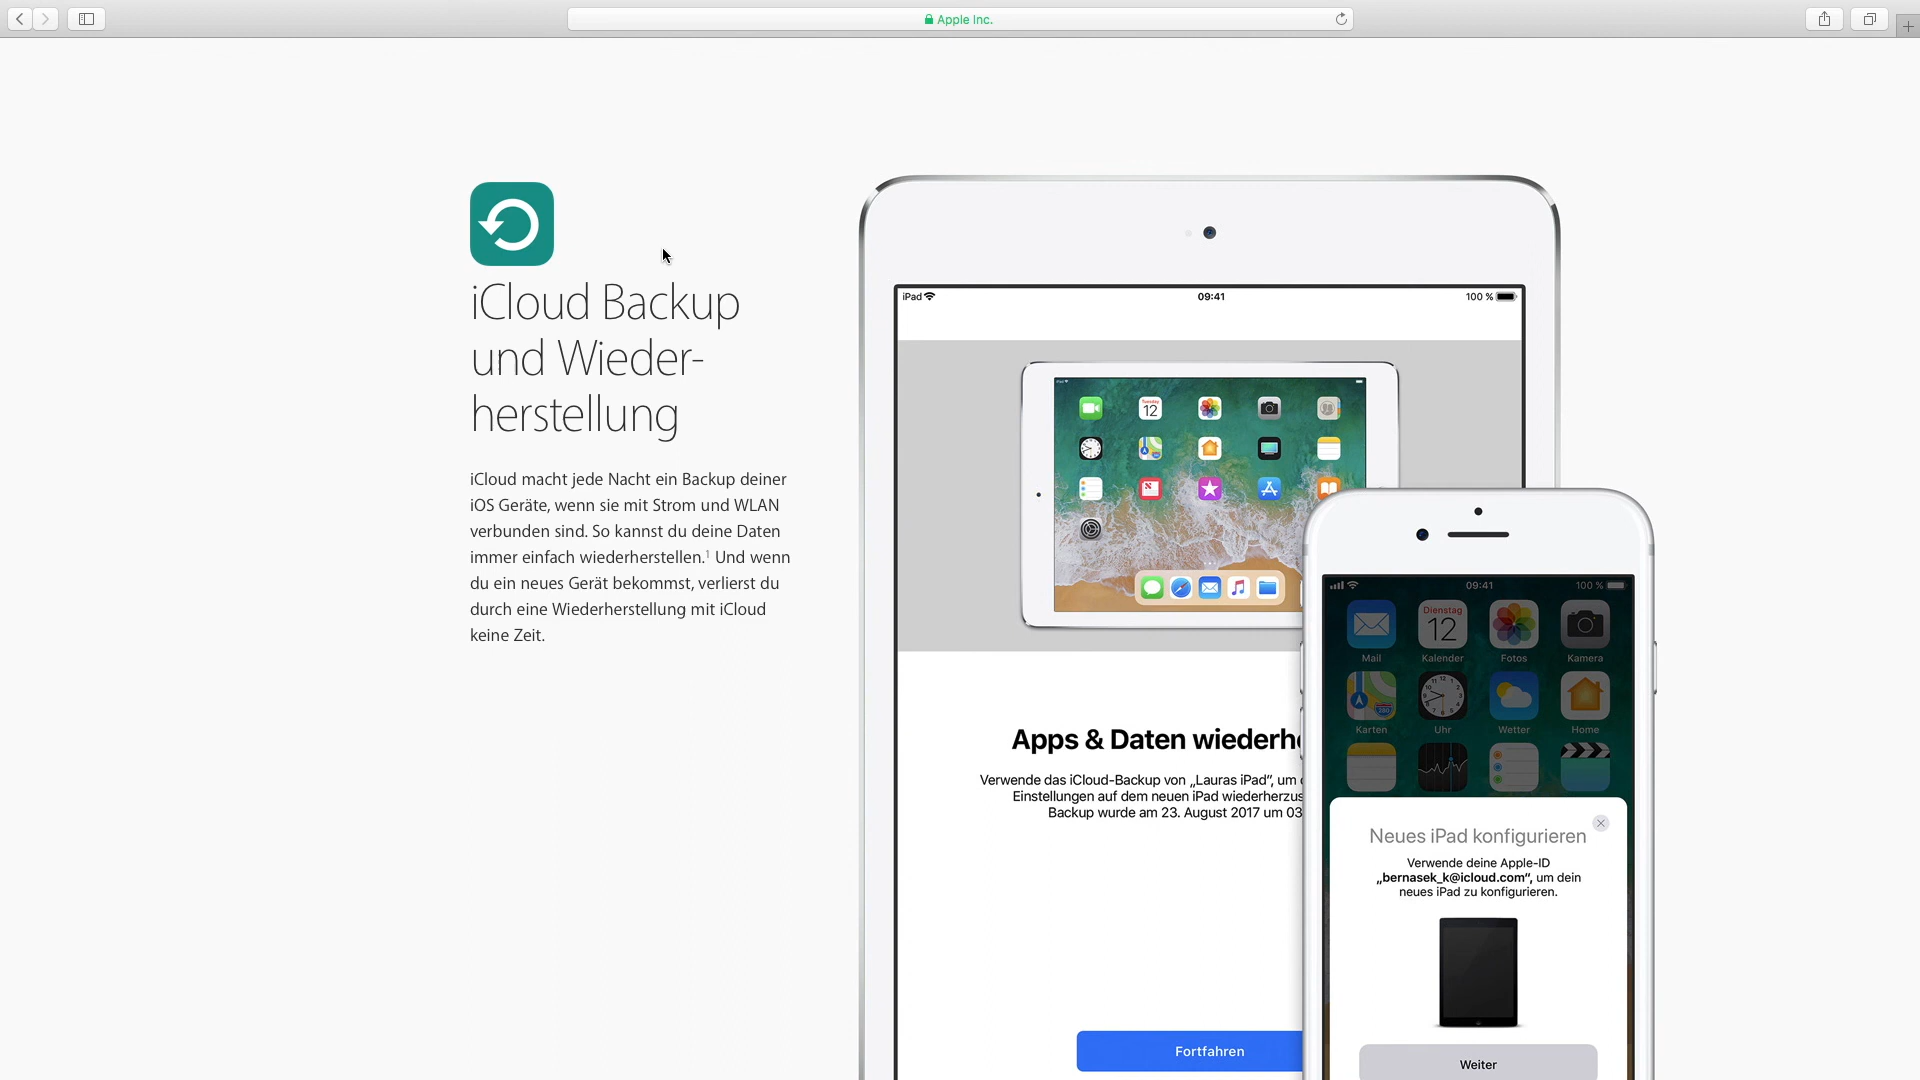 Apple Inc.
iCloud Backup
und Wieder-
herstellung
iCloud macht jede Nacht ein Backup deiner
iOS Geräte, wenn sie mit Strom und WLAN
verbunden sind. So kannst du deine Daten
immer einfach wiederherstellen.¹ Und wenn
du ein neues Gerät bekommst, verlierst du
durch eine Wiederherstellung mit iCloud
keine Zeit.
iPad 09:41 100 %
12
Apps & Daten wiederhe
Verwende das iCloud-Backup von „Lauras iPad“, um
Einstellungen auf dem neuen iPad wiederherzus
Backup wurde am 23. August 2017 um 03
Fortfahren
09:41 100 %
Dienstag
12
Mail Kalender Fotos Kamera
280
Karten Uhr Wetter Home
Neues iPad konfigurieren
Verwende deine Apple-ID
„bernasek_k@icloud.com“, um dein
neues iPad zu konfigurieren.
Weiter